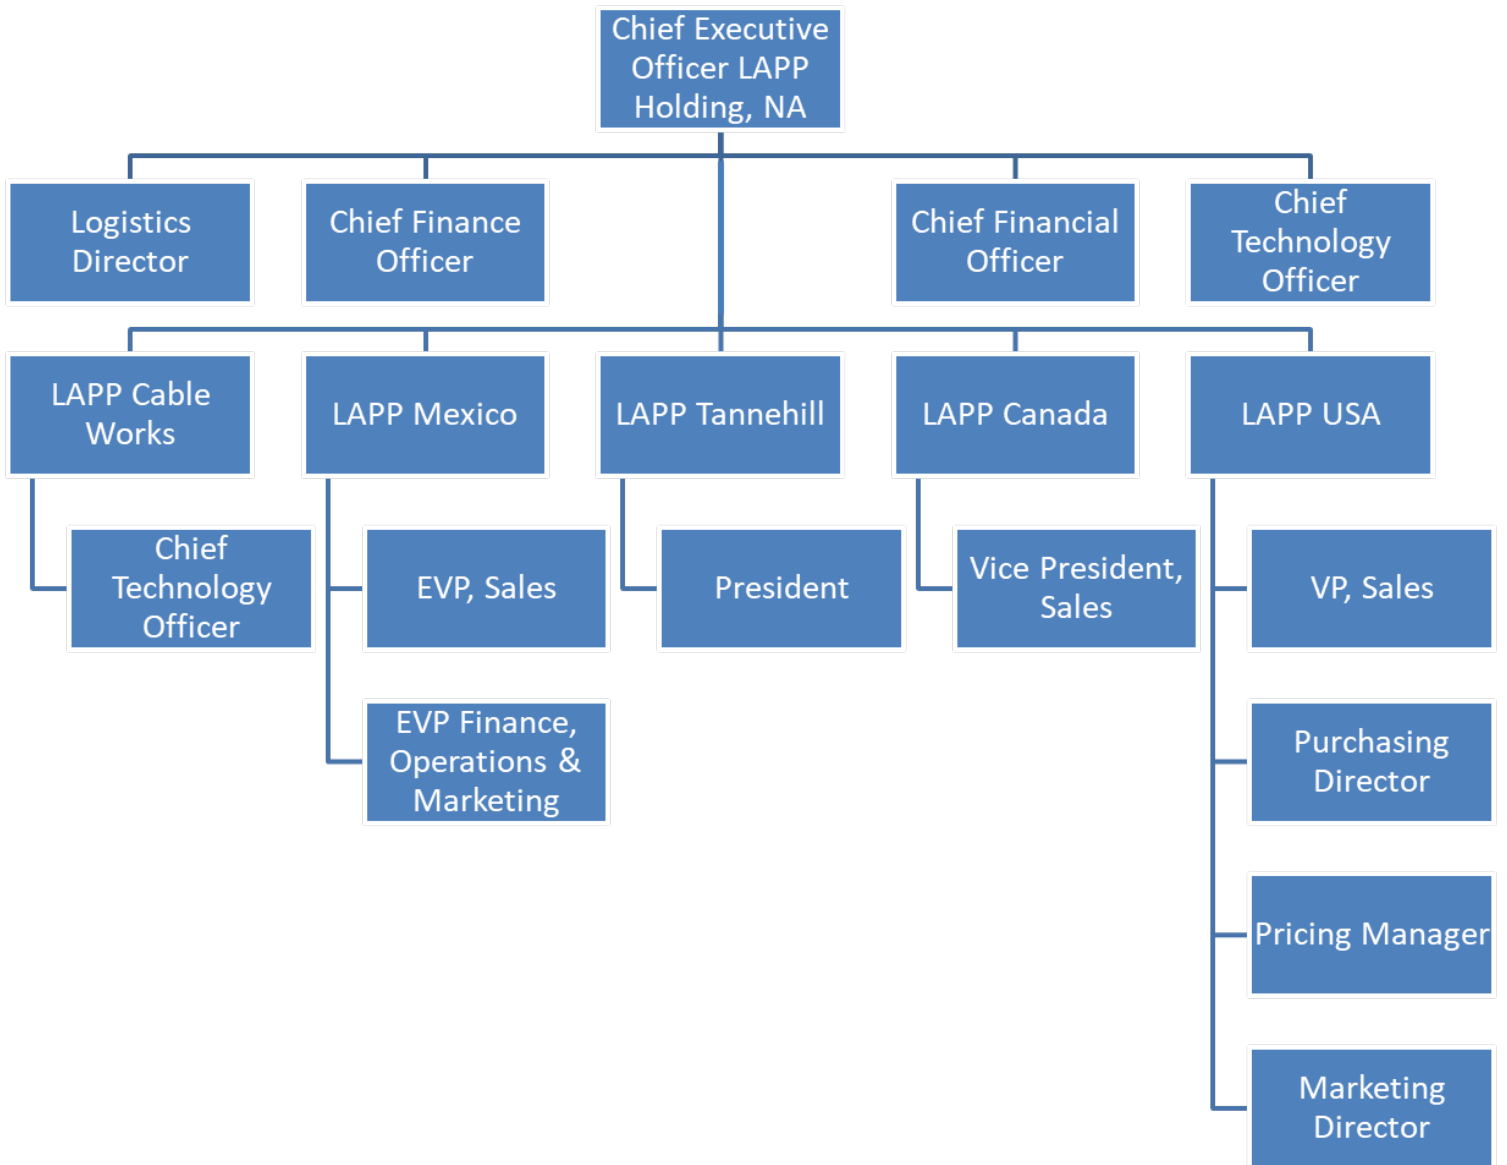 Chief Executive
Officer LAPP
Holding, NA
Logistics
Director
Chief Finance
Officer
Chief Financial
Officer
Chief
Technology
Officer
LAPP Cable
Works
LAPP Mexico
LAPP Tannehill
LAPP Canada
LAPP USA
Chief
Technology
Officer
EVP, Sales
President
Vice President,
Sales
VP, Sales
EVP Finance,
Operations &
Marketing
Purchasing
Director
Pricing Manager
Marketing
Director